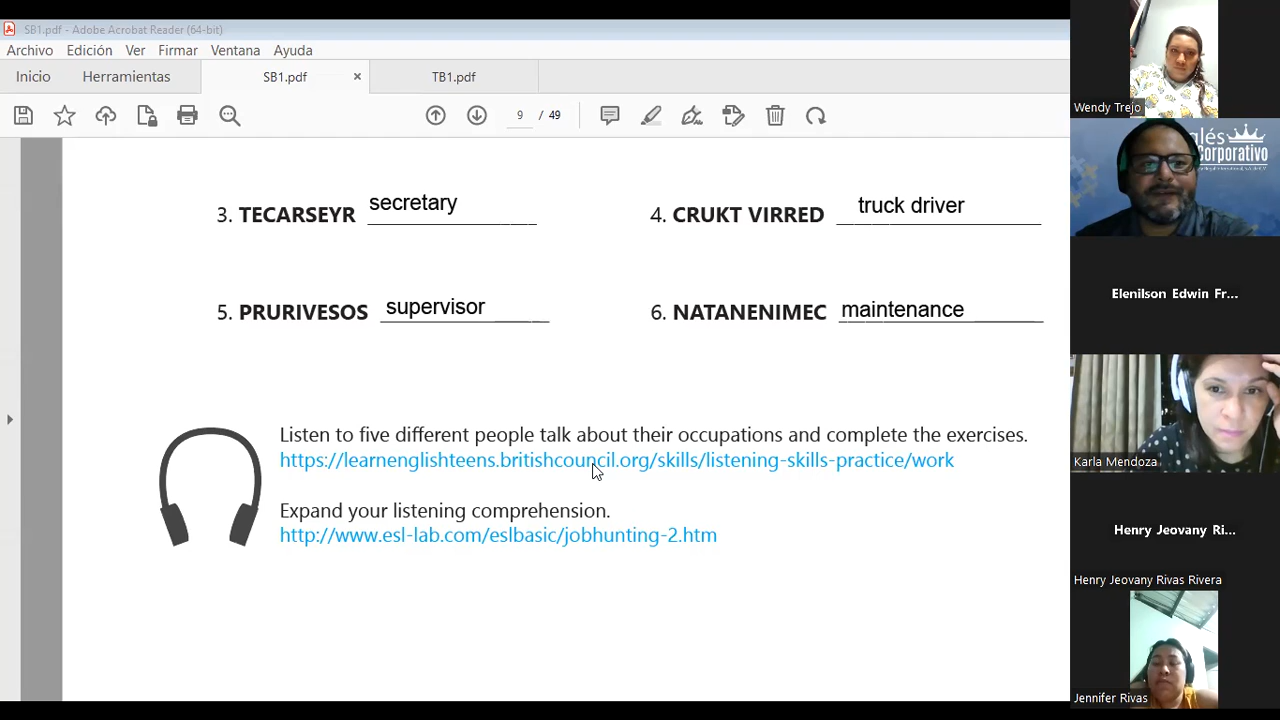 SB1.pdf - Adobe Acrobat Reader (64-bit)
Archivo Edición Ver Firmar Ventana Ayuda
Inicio Herramientas SB1.pdf × TB1.pdf
9 / 49
3. TECARSEYR secretary
4. CRUKT VIRRED truck driver
5. PRURIVESOS supervisor
6. NATANENIMEC maintenance
Listen to five different people talk about their occupations and complete the exercises.
https://learnenglishteens.britishcouncil.org/skills/listening-skills-practice/work
Expand your listening comprehension.
http://www.esl-lab.com/eslbasic/jobhunting-2.htm
Wendy Trejo
glés
Corporativo
Elenilson Edwin Fr...
Karla Mendoza
Henry Jeovany Ri...
Henry Jeovany Rivas Rivera
Jennifer Rivas